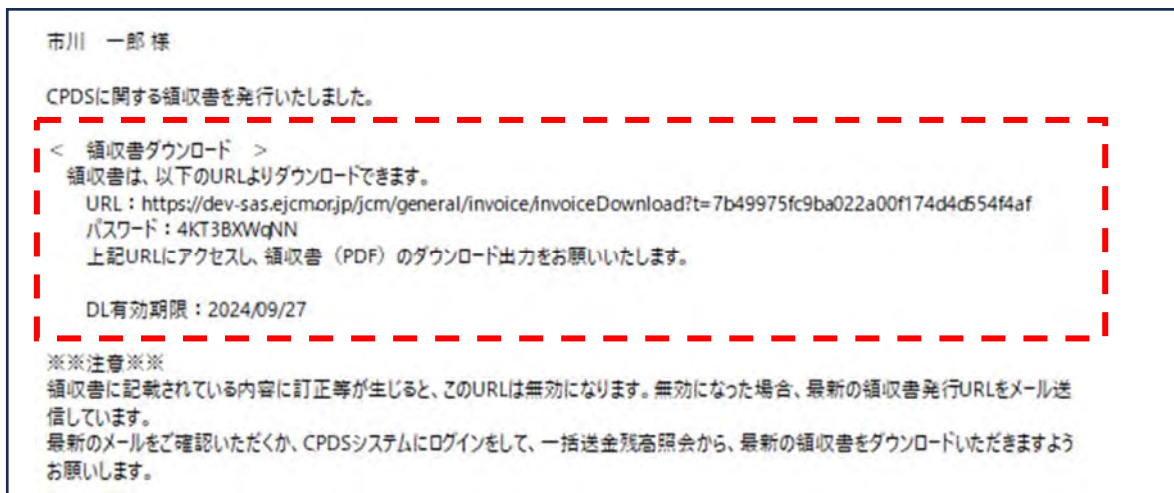 市川　一郎 様
CPDSに関する領収書を発行いたしました。
＜　領収書ダウンロード　＞
領収書は、以下のURLよりダウンロードできます。
URL：https://dev-sas.ejcm.or.jp/jcm/general/invoice/invoiceDownload?t=7b49975fc9ba022a00f174d4d554f4af
パスワード：4KT3BXWqNN
上記URLにアクセスし、領収書（PDF）のダウンロード出力をお願いいたします。
DL有効期限：2024/09/27
※※注意※※
領収書に記載されている内容に訂正等が生じると、このURLは無効になります。無効になった場合、最新の領収書発行URLをメール送
信しています。
最新のメールをご確認いただくか、CPDSシステムにログインをして、一括送金残高照会から、最新の領収書をダウンロードいただきますよう
お願いします。